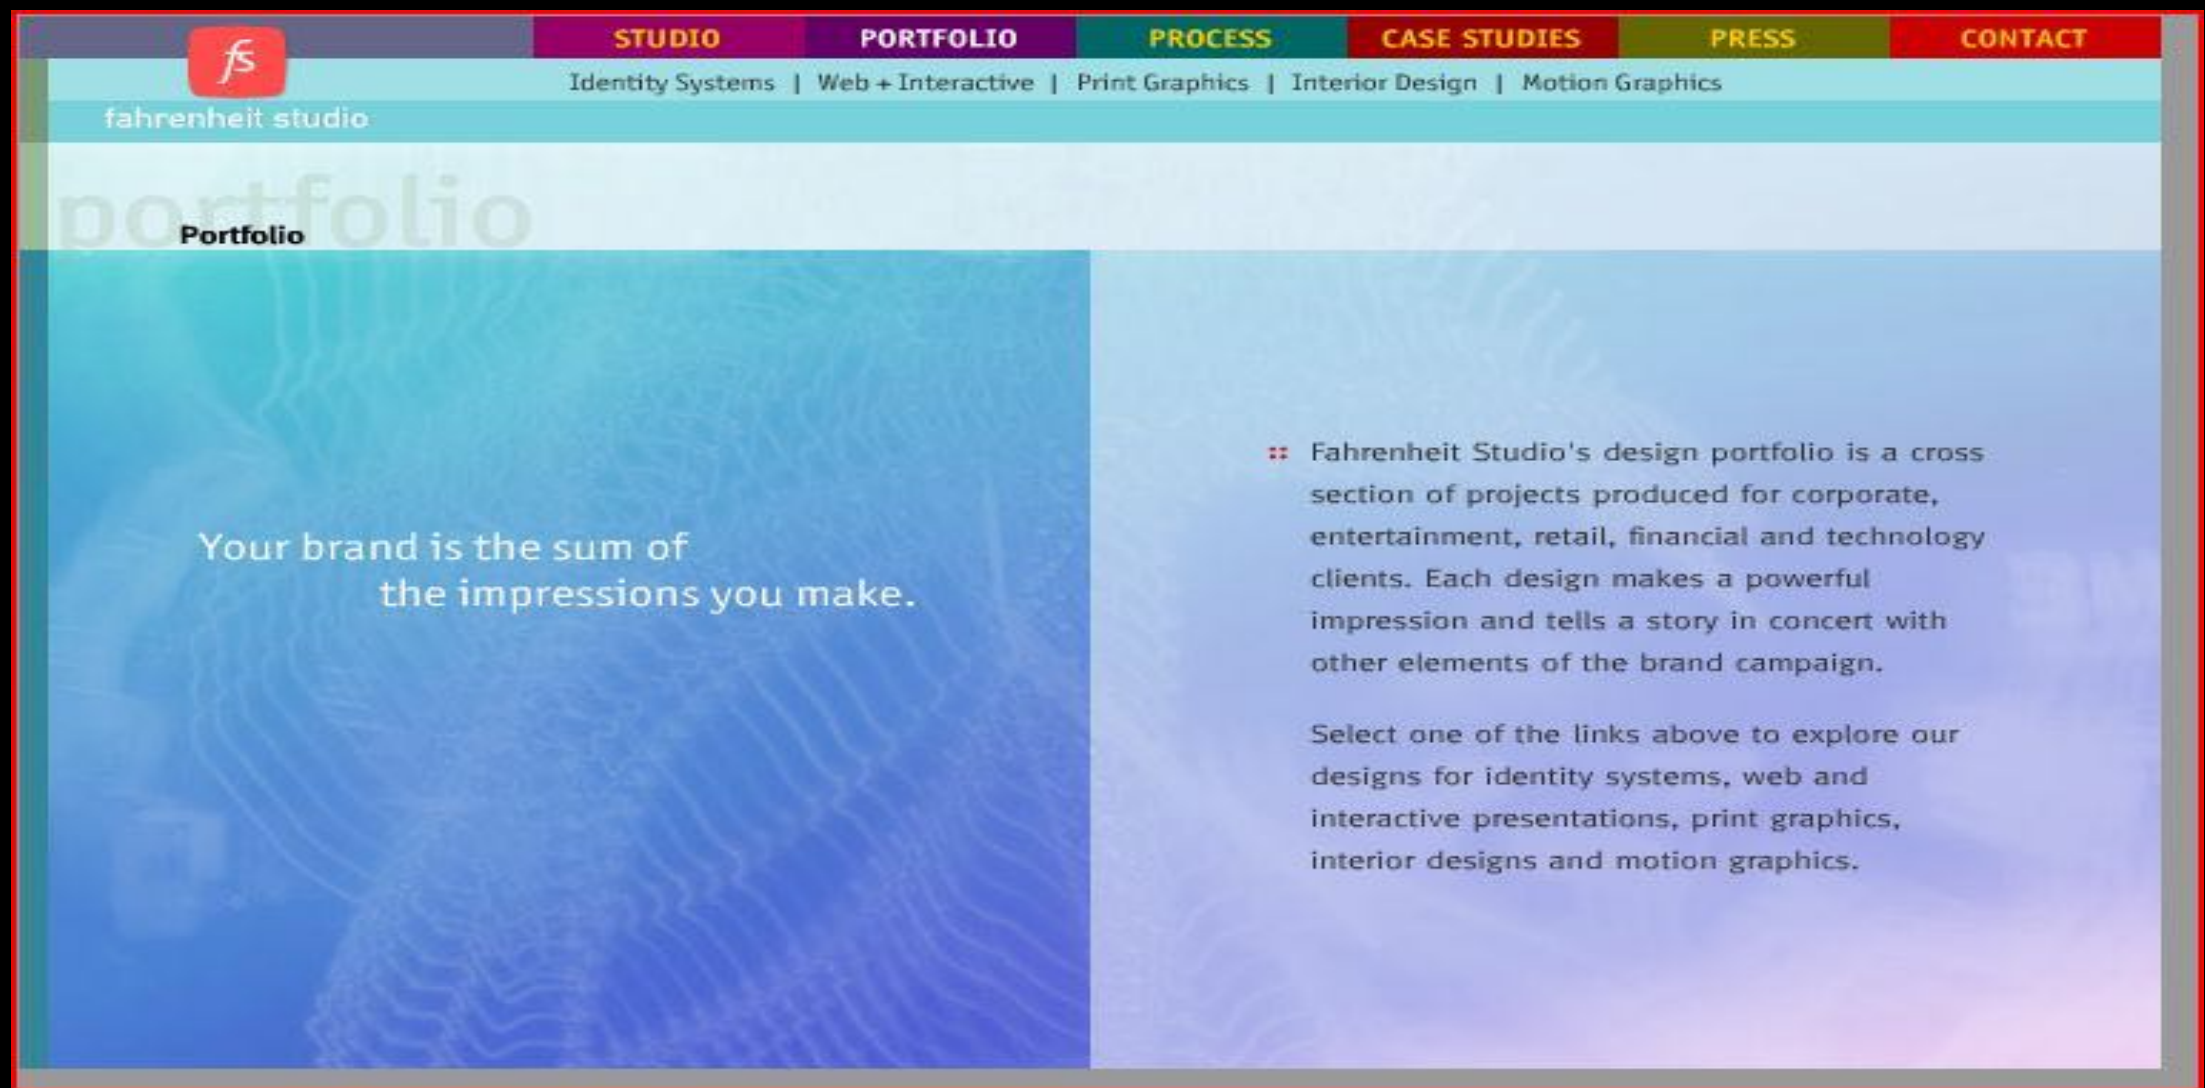 fs
STUDIO PORTFOLIO PROCESS CASE STUDIES PRESS CONTACT
Identity Systems | Web + Interactive | Print Graphics | Interior Design | Motion Graphics
fahrenheit studio
portfolio
Portfolio
Your brand is the sum of
the impressions you make.
:: Fahrenheit Studio's design portfolio is a cross
section of projects produced for corporate,
entertainment, retail, financial and technology
clients. Each design makes a powerful
impression and tells a story in concert with
other elements of the brand campaign.
Select one of the links above to explore our
designs for identity systems, web and
interactive presentations, print graphics,
interior designs and motion graphics.